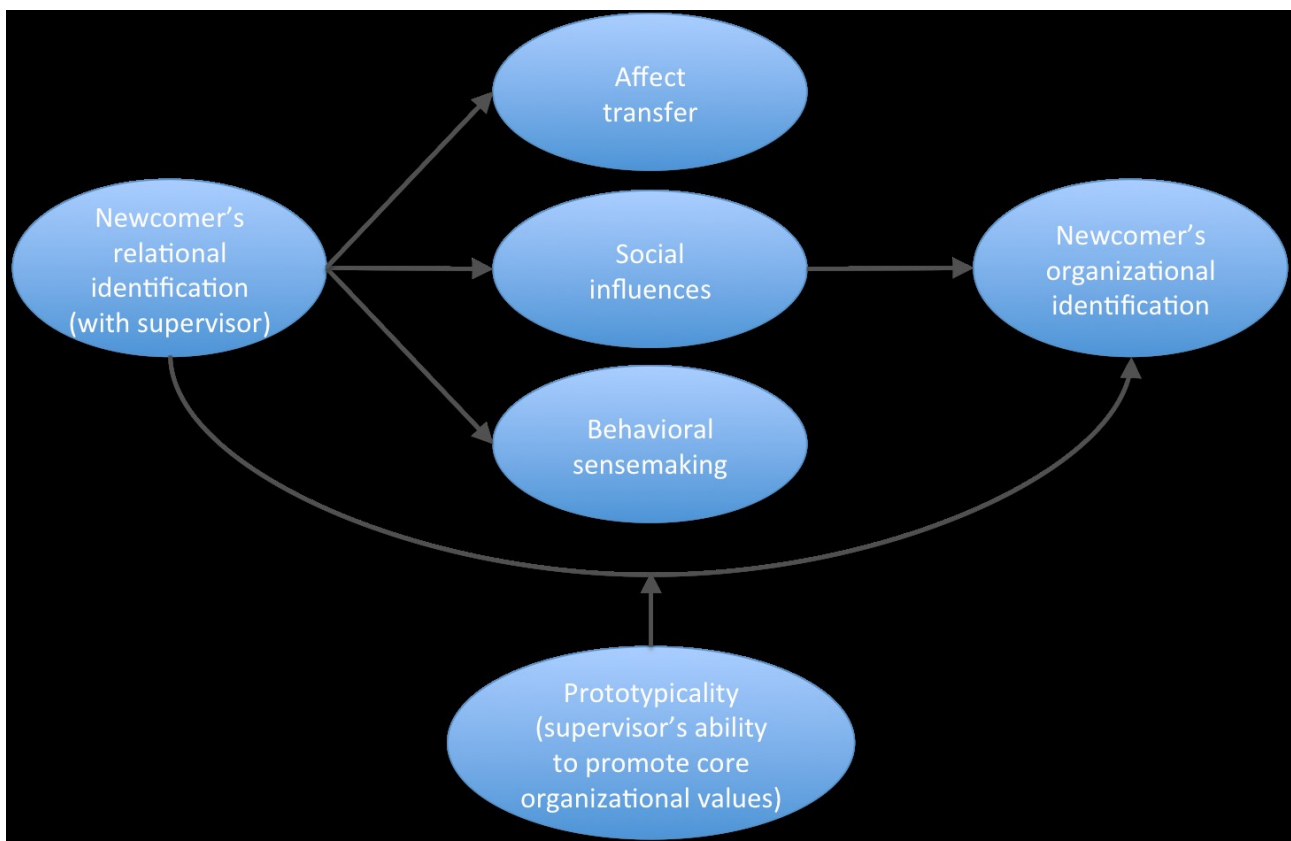 Affect
transfer
Newcomer’s
relational
identification
(with supervisor)
Social
influences
Newcomer’s
organizational
identification
Behavioral
sensemaking
Prototypicality
(supervisor’s ability
to promote core
organizational values)